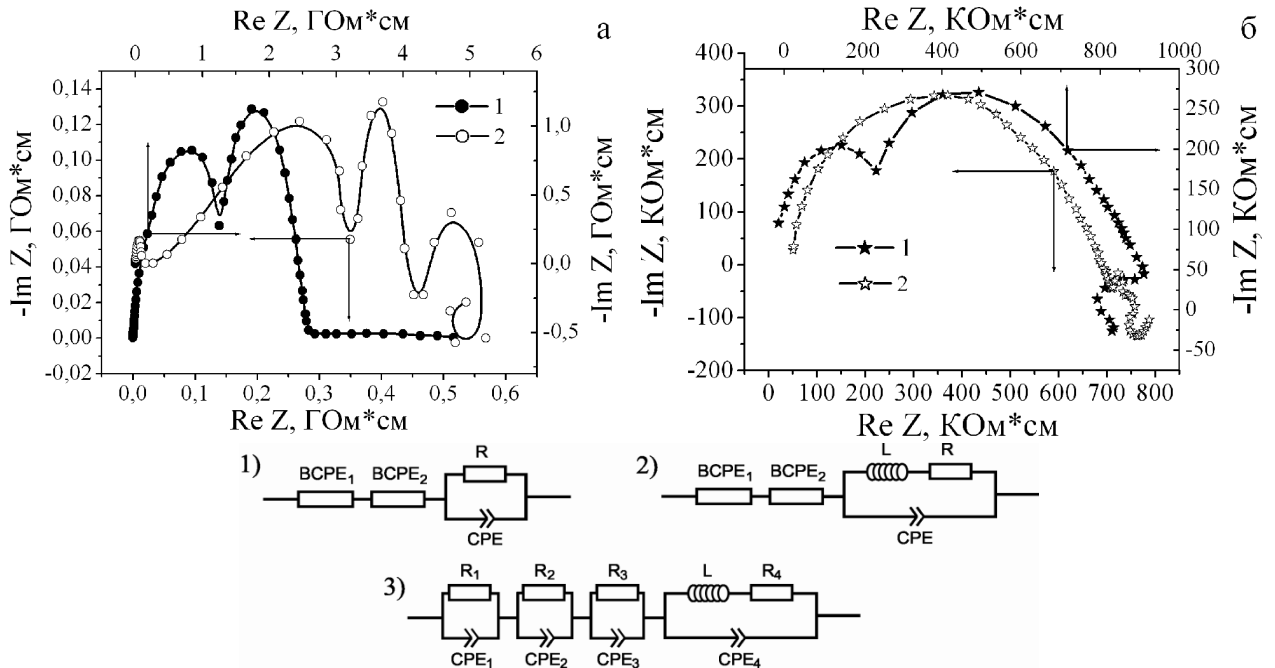 Re Z, ГОм*см
а
0 1 2 3 4 5 6
-Im Z, ГОм*см
0,14
0,12
0,10
0,08
0,06
0,04
0,02
0,00
-0,02
1
2
1,0
0,5
0,0
-0,5
-Im Z, ГОм*см
0,0 0,1 0,2 0,3 0,4 0,5 0,6
Re Z, ГОм*см
Re Z, КОм*см
б
0 200 400 600 800 1000
-Im Z, КОм*см
400
300
200
100
0
-100
-200
1
2
300
250
200
150
100
50
0
-50
-Im Z, КОм*см
0 100 200 300 400 500 600 700 800
Re Z, КОм*см
1)
BCPE₁ BCPE₂ R
CPE
2)
BCPE₁ BCPE₂ L R
CPE
3)
R₁ R₂ R₃ L R₄
CPE₁ CPE₂ CPE₃ CPE₄